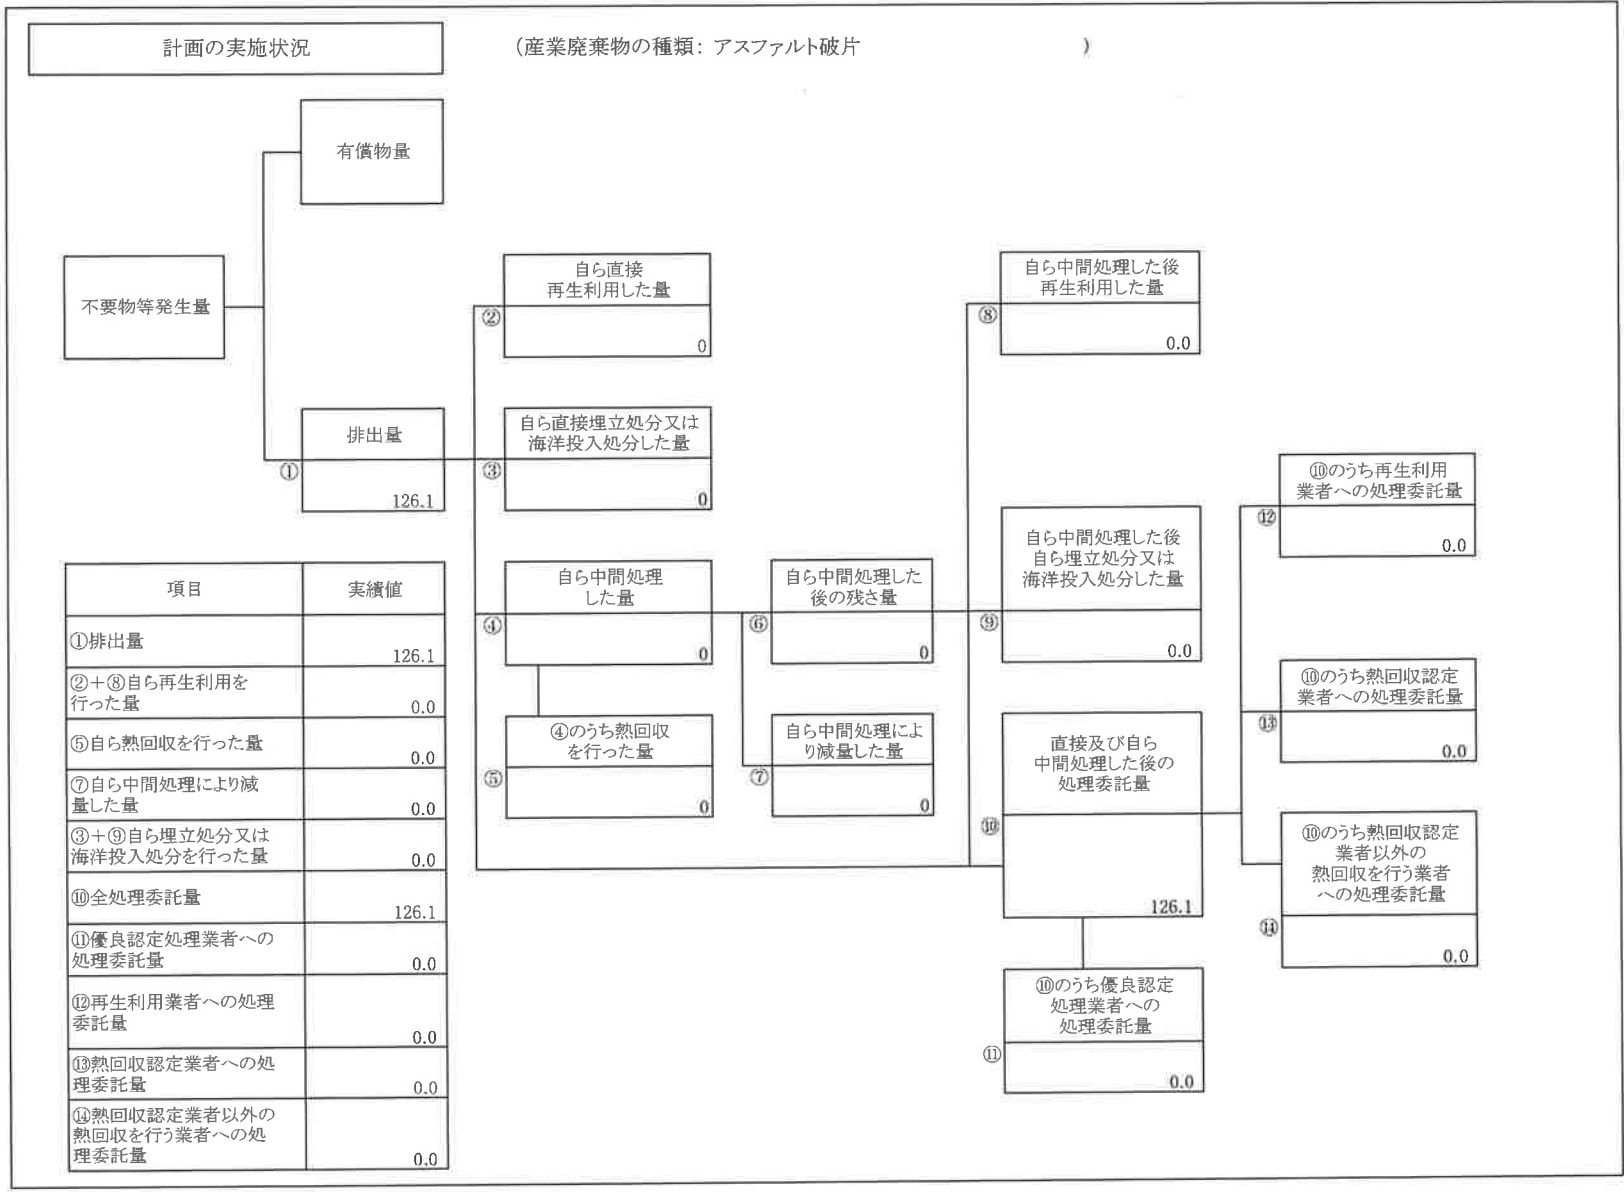 計画の実施状況
（産業廃棄物の種類：アスファルト破片　）
有償物量
不要物等発生量
排出量
①
126.1
自ら直接
再生利用した量
②
0
自ら直接埋立処分又は
海洋投入処分した量
③
0
自ら中間処理
した量
④
0
④のうち熱回収
を行った量
⑤
0
自ら中間処理した
後の残さ量
⑥
0
自ら中間処理によ
り減量した量
⑦
0
自ら中間処理した後
再生利用した量
⑧
0.0
自ら中間処理した後
自ら埋立処分又は
海洋投入処分した量
⑨
0.0
直接及び自ら
中間処理した後の
処理委託量
⑩
126.1
⑩のうち優良認定
処理業者への
処理委託量
⑪
0.0
⑩のうち再生利用
業者への処理委託量
⑫
0.0
⑩のうち熱回収認定
業者への処理委託量
⑬
0.0
⑩のうち熱回収認定
業者以外の
熱回収を行う業者
への処理委託量
⑭
0.0
項目　実績値
①排出量
126.1
②＋⑧自ら再生利用を
行った量
0.0
⑤自ら熱回収を行った量
0.0
⑦自ら中間処理により減
量した量
0.0
③＋⑨自ら埋立処分又は
海洋投入処分を行った量
0.0
⑩全処理委託量
126.1
⑪優良認定処理業者への
処理委託量
0.0
⑫再生利用業者への処理
委託量
0.0
⑬熱回収認定業者への処
理委託量
0.0
⑭熱回収認定業者以外の
熱回収を行う業者への処
理委託量
0.0